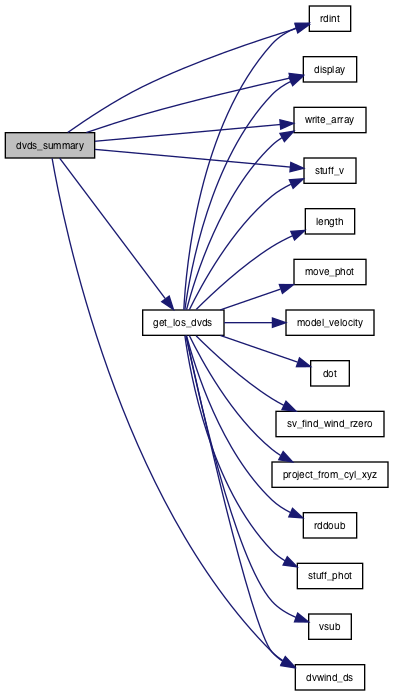 rdint
display
write_array
dvds_summary
stuff_v
length
move_phot
get_los_dvds
model_velocity
dot
sv_find_wind_rzero
project_from_cyl_xyz
rddoub
stuff_phot
vsub
dvwind_ds